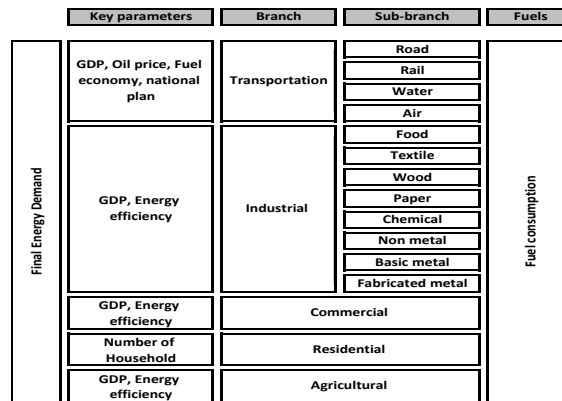 Key parameters
Branch
Sub-branch
Fuels
Final Energy Demand
GDP, Oil price, Fuel
economy, national
plan
Transportation
Road
Rail
Water
Air
GDP, Energy
efficiency
Industrial
Food
Textile
Wood
Paper
Chemical
Non metal
Basic metal
Fabricated metal
GDP, Energy
efficiency
Commercial
Number of
Household
Residential
GDP, Energy
efficiency
Agricultural
Fuel consumption